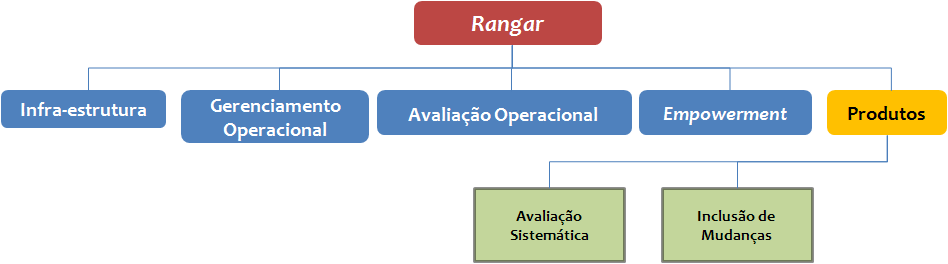 Rangar
Infra-estrutura
Gerenciamento
Operacional
Avaliação Operacional
Empowerment
Produtos
Avaliação
Sistemática
Inclusão de
Mudanças